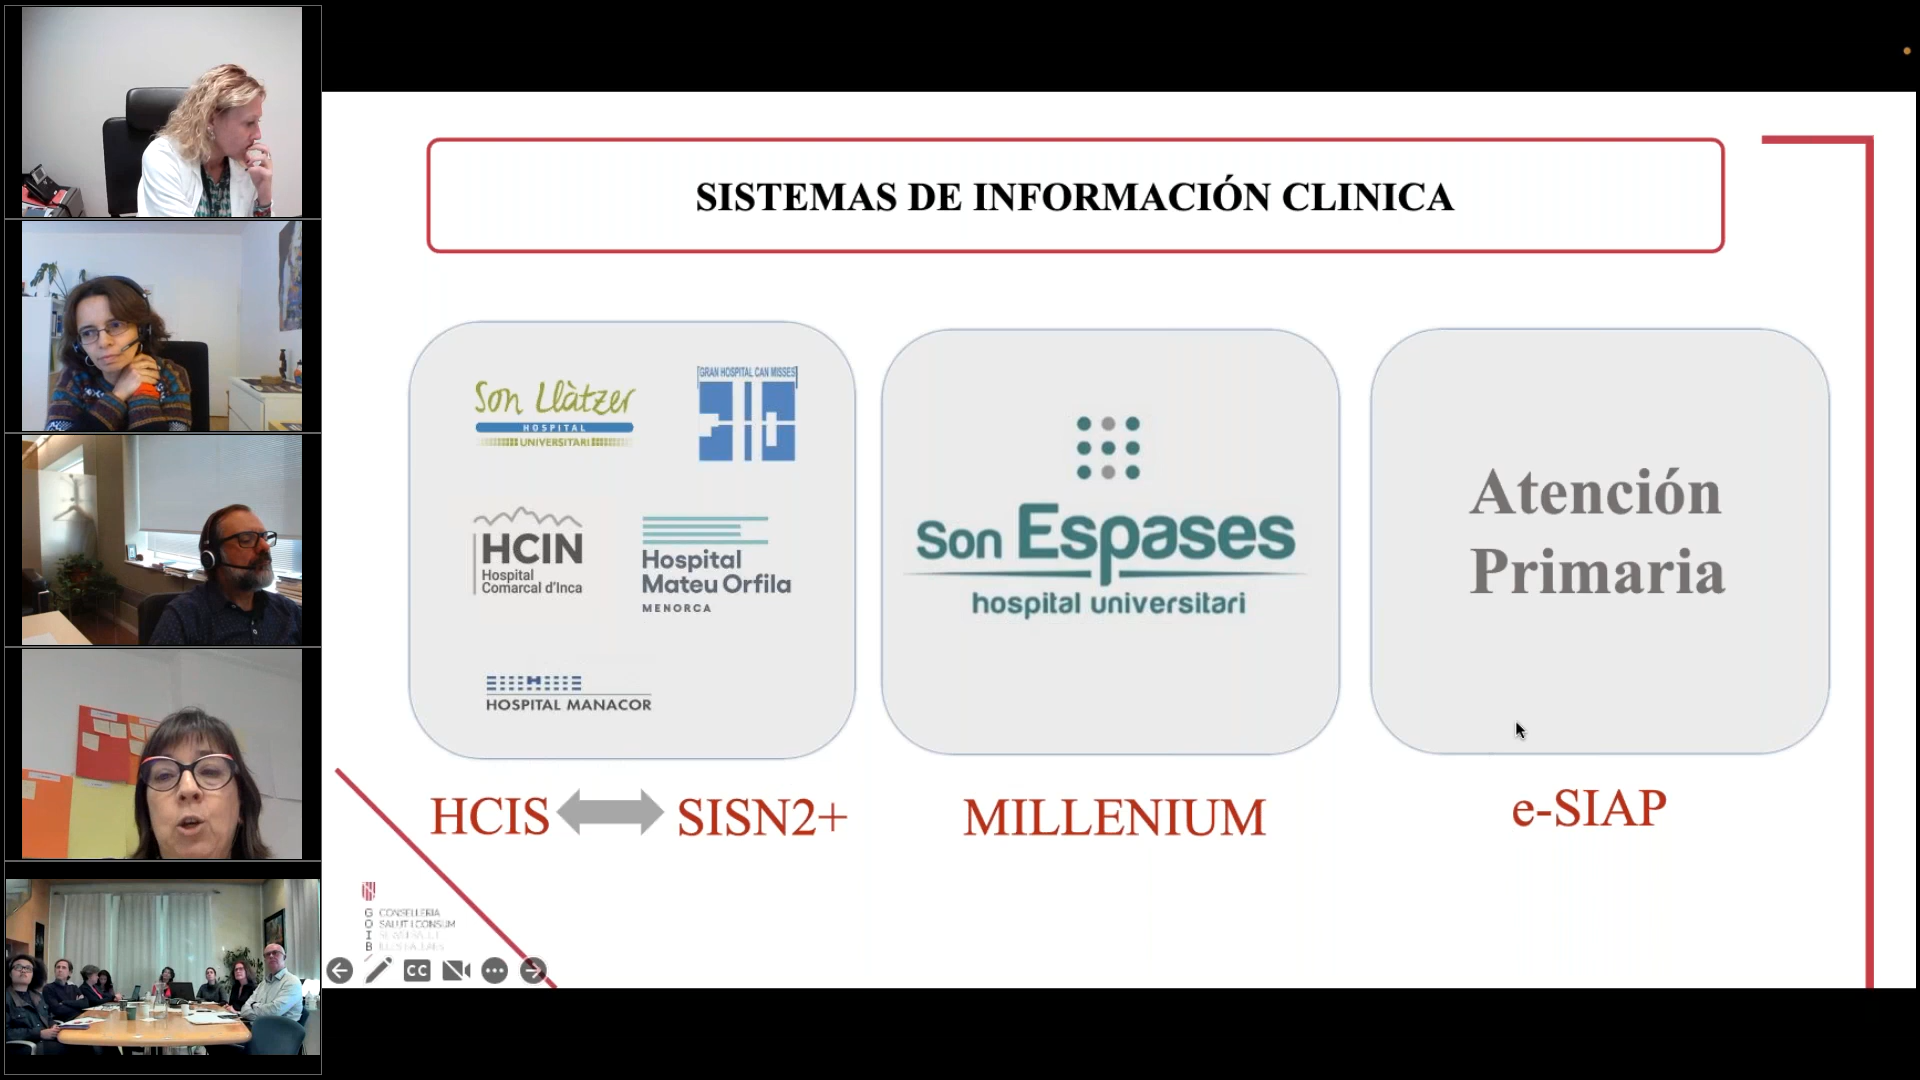 SISTEMAS DE INFORMACIÓN CLINICA
Son Llàtzer
HOSPITAL
UNIVERSITARI
GRAN HOSPITAL CAN MISSES
HCIN
Hospital
Comarcal d'Inca
Hospital
Mateu Orfila
MENORCA
HOSPITAL MANACOR
Son Espases
hospital universitari
Atención
Primaria
HCIS
SISN2+
MILLENIUM
e-SIAP
G CONSELLERIA
O SALUT I CONSUM
I
B
CC